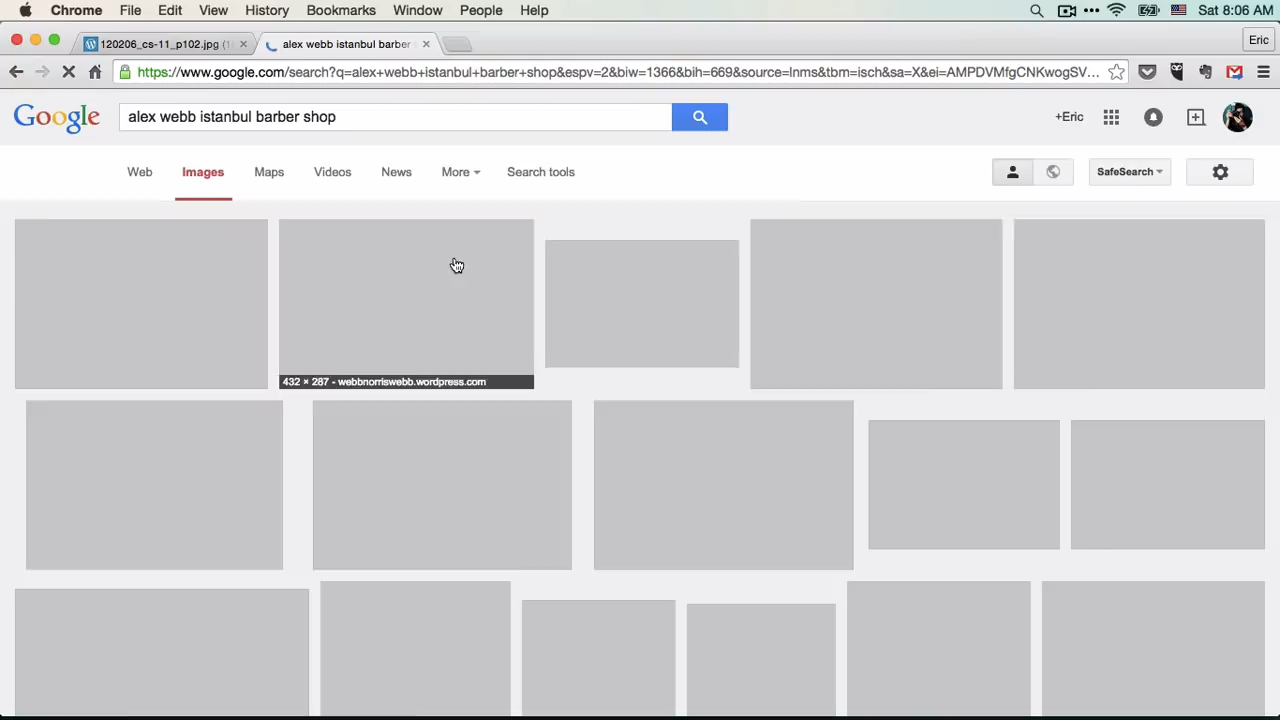 Chrome File Edit View History Bookmarks Window People Help Sat 8:06 AM
120206_cs-11_p102.jpg (1 alex webb istanbul barber Eric
https://www.google.com/search?q=alex+webb+istanbul+barber+shop&espv=2&biw=1366&bih=669&source=lnms&tbm=isch&sa=X&ei=AMPDVMfgCNKwogSV...
Google alex webb istanbul barber shop +Eric
Web Images Maps Videos News More Search tools SafeSearch
432 × 287 - webbnorriswebb.wordpress.com